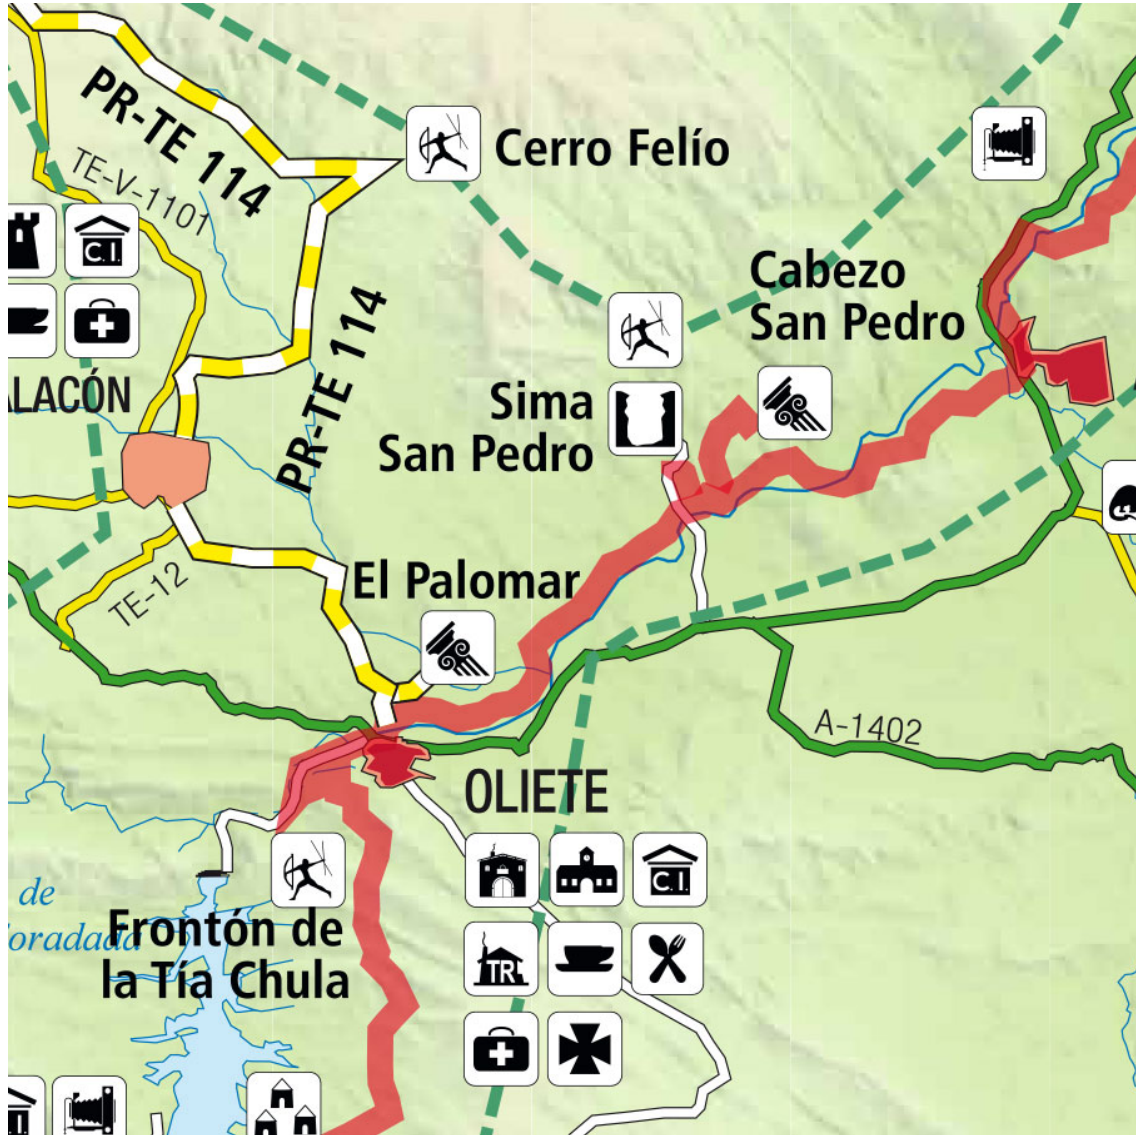 PR-TE 114
Cerro Felío
TE-V-1101
C.I.
Cabezo
San Pedro
PR-TE 114
LACÓN
Sima
San Pedro
El Palomar
TE-12
A-1402
OLIETE
C.I.
de
Frontón de
la Tía Chula
TR